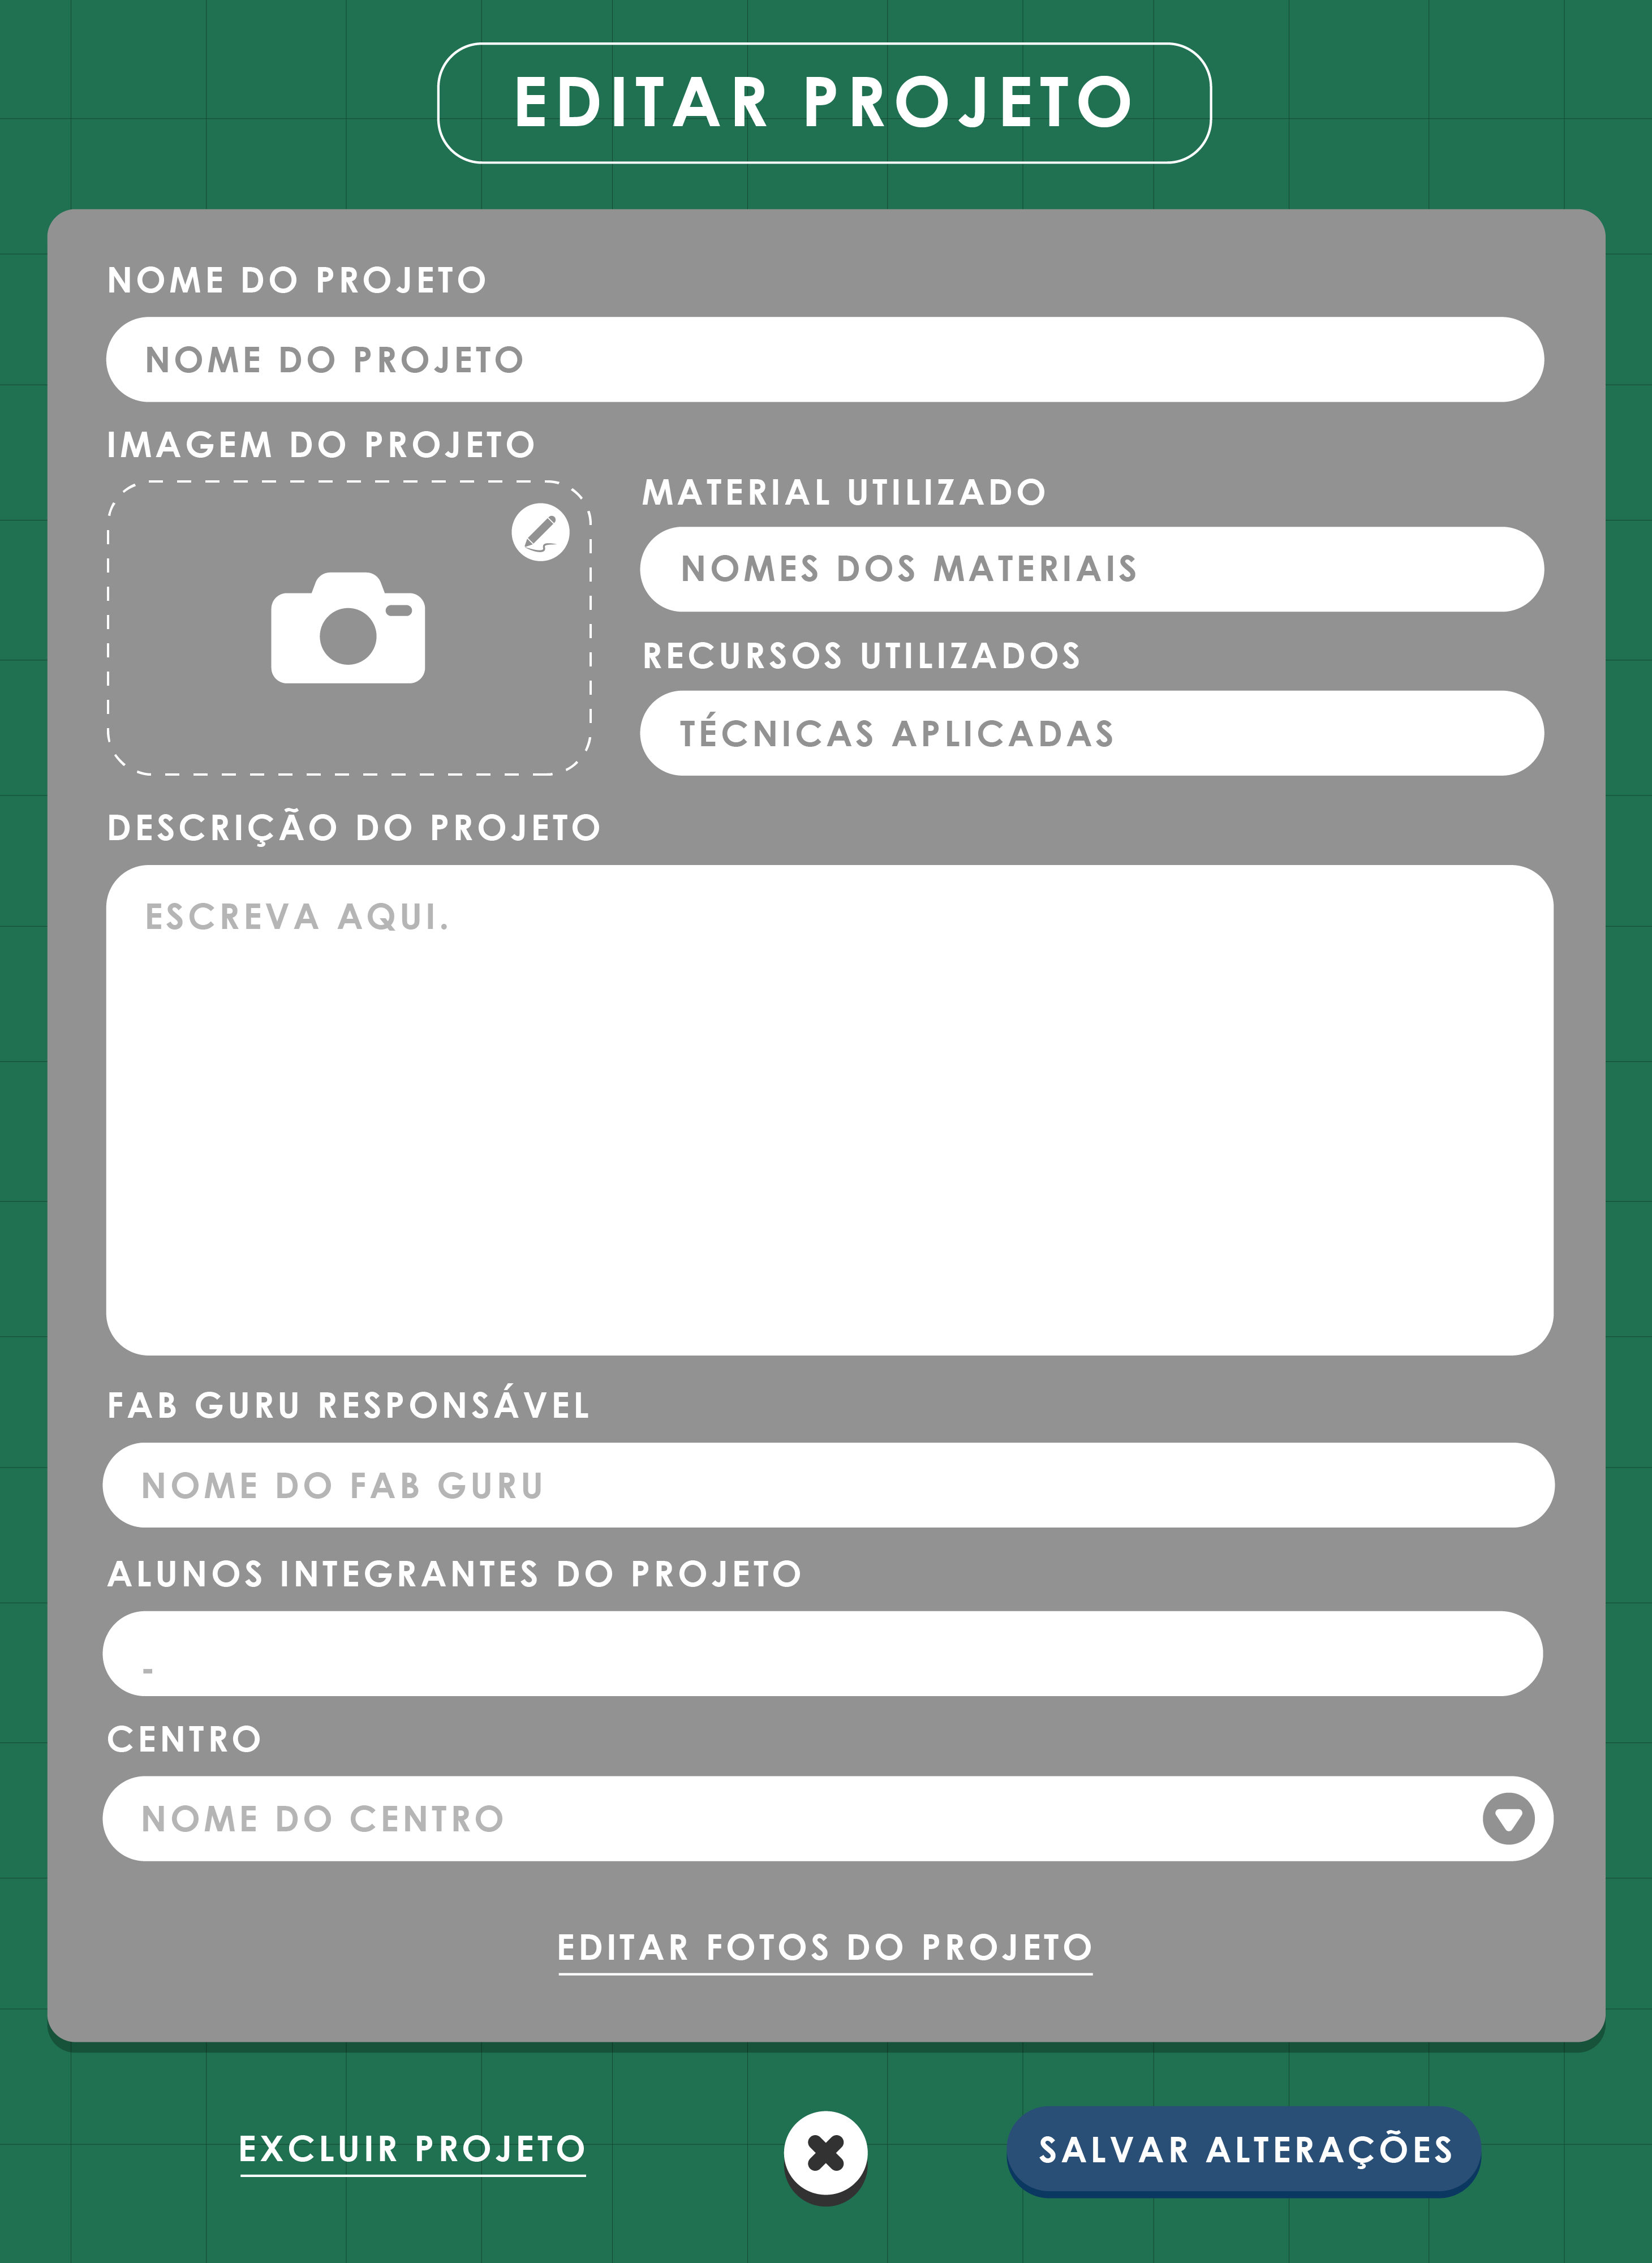 EDITAR PROJETO
NOME DO PROJETO
NOME DO PROJETO
IMAGEM DO PROJETO
MATERIAL UTILIZADO
NOMES DOS MATERIAIS
RECURSOS UTILIZADOS
TÉCNICAS APLICADAS
DESCRIÇÃO DO PROJETO
ESCREVA AQUI.
FAB GURU RESPONSÁVEL
NOME DO FAB GURU
ALUNOS INTEGRANTES DO PROJETO
-
CENTRO
NOME DO CENTRO
EDITAR FOTOS DO PROJETO
EXCLUIR PROJETO
SALVAR ALTERAÇÕES